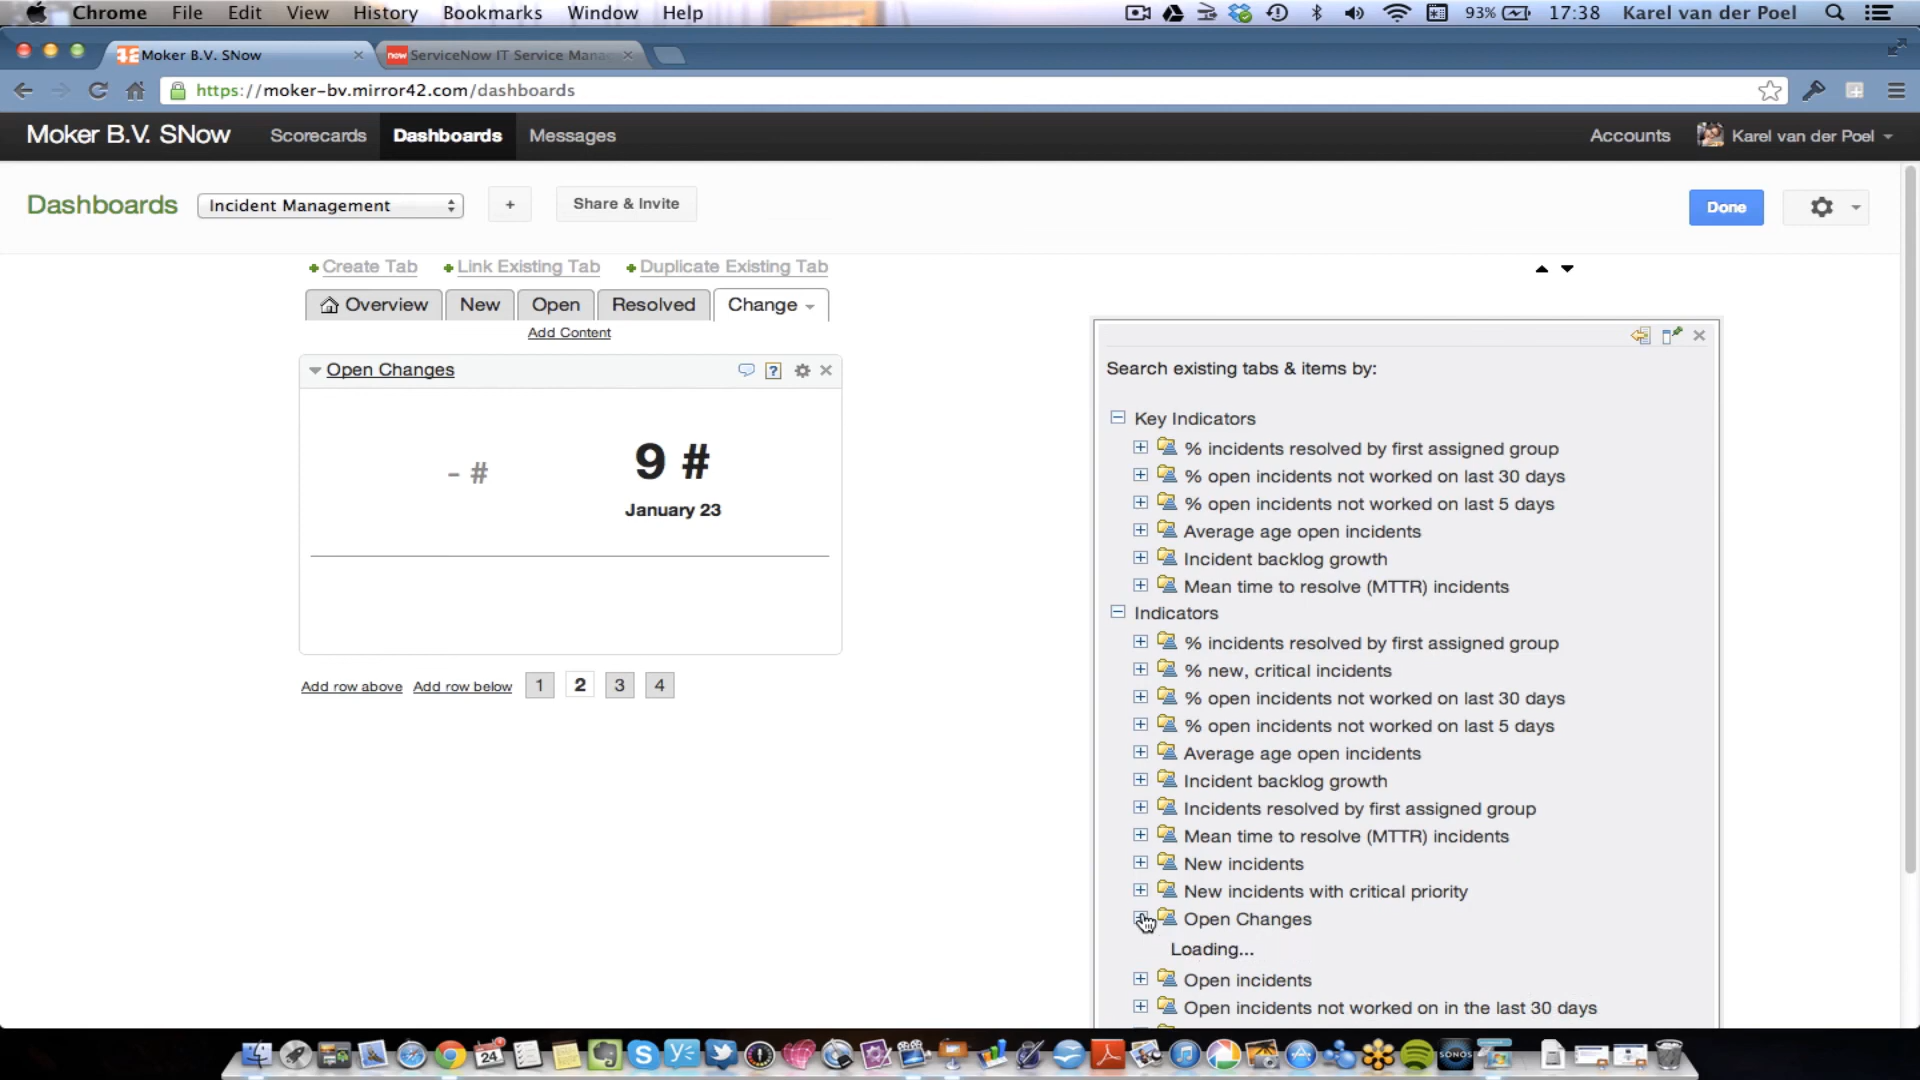 Chrome File Edit View History Bookmarks Window Help 93% 17:38 Karel van der Poel
Moker B.V. SNow
now ServiceNow IT Service Mana
https://moker-bv.mirror42.com/dashboards
Moker B.V. SNow Scorecards Dashboards Messages Accounts Karel van der Poel
Dashboards Incident Management + Share & Invite Done
Create Tab Link Existing Tab Duplicate Existing Tab
Overview New Open Resolved Change
Add Content
Open Changes ?
- # 9 #
January 23
Add row above Add row below 1 2 3 4
Search existing tabs & items by:
Key Indicators
% incidents resolved by first assigned group
% open incidents not worked on last 30 days
% open incidents not worked on last 5 days
Average age open incidents
Incident backlog growth
Mean time to resolve (MTTR) incidents
Indicators
% incidents resolved by first assigned group
% new, critical incidents
% open incidents not worked on last 30 days
% open incidents not worked on last 5 days
Average age open incidents
Incident backlog growth
Incidents resolved by first assigned group
Mean time to resolve (MTTR) incidents
New incidents
New incidents with critical priority
Open Changes
Loading...
Open incidents
Open incidents not worked on in the last 30 days
24
SONOS